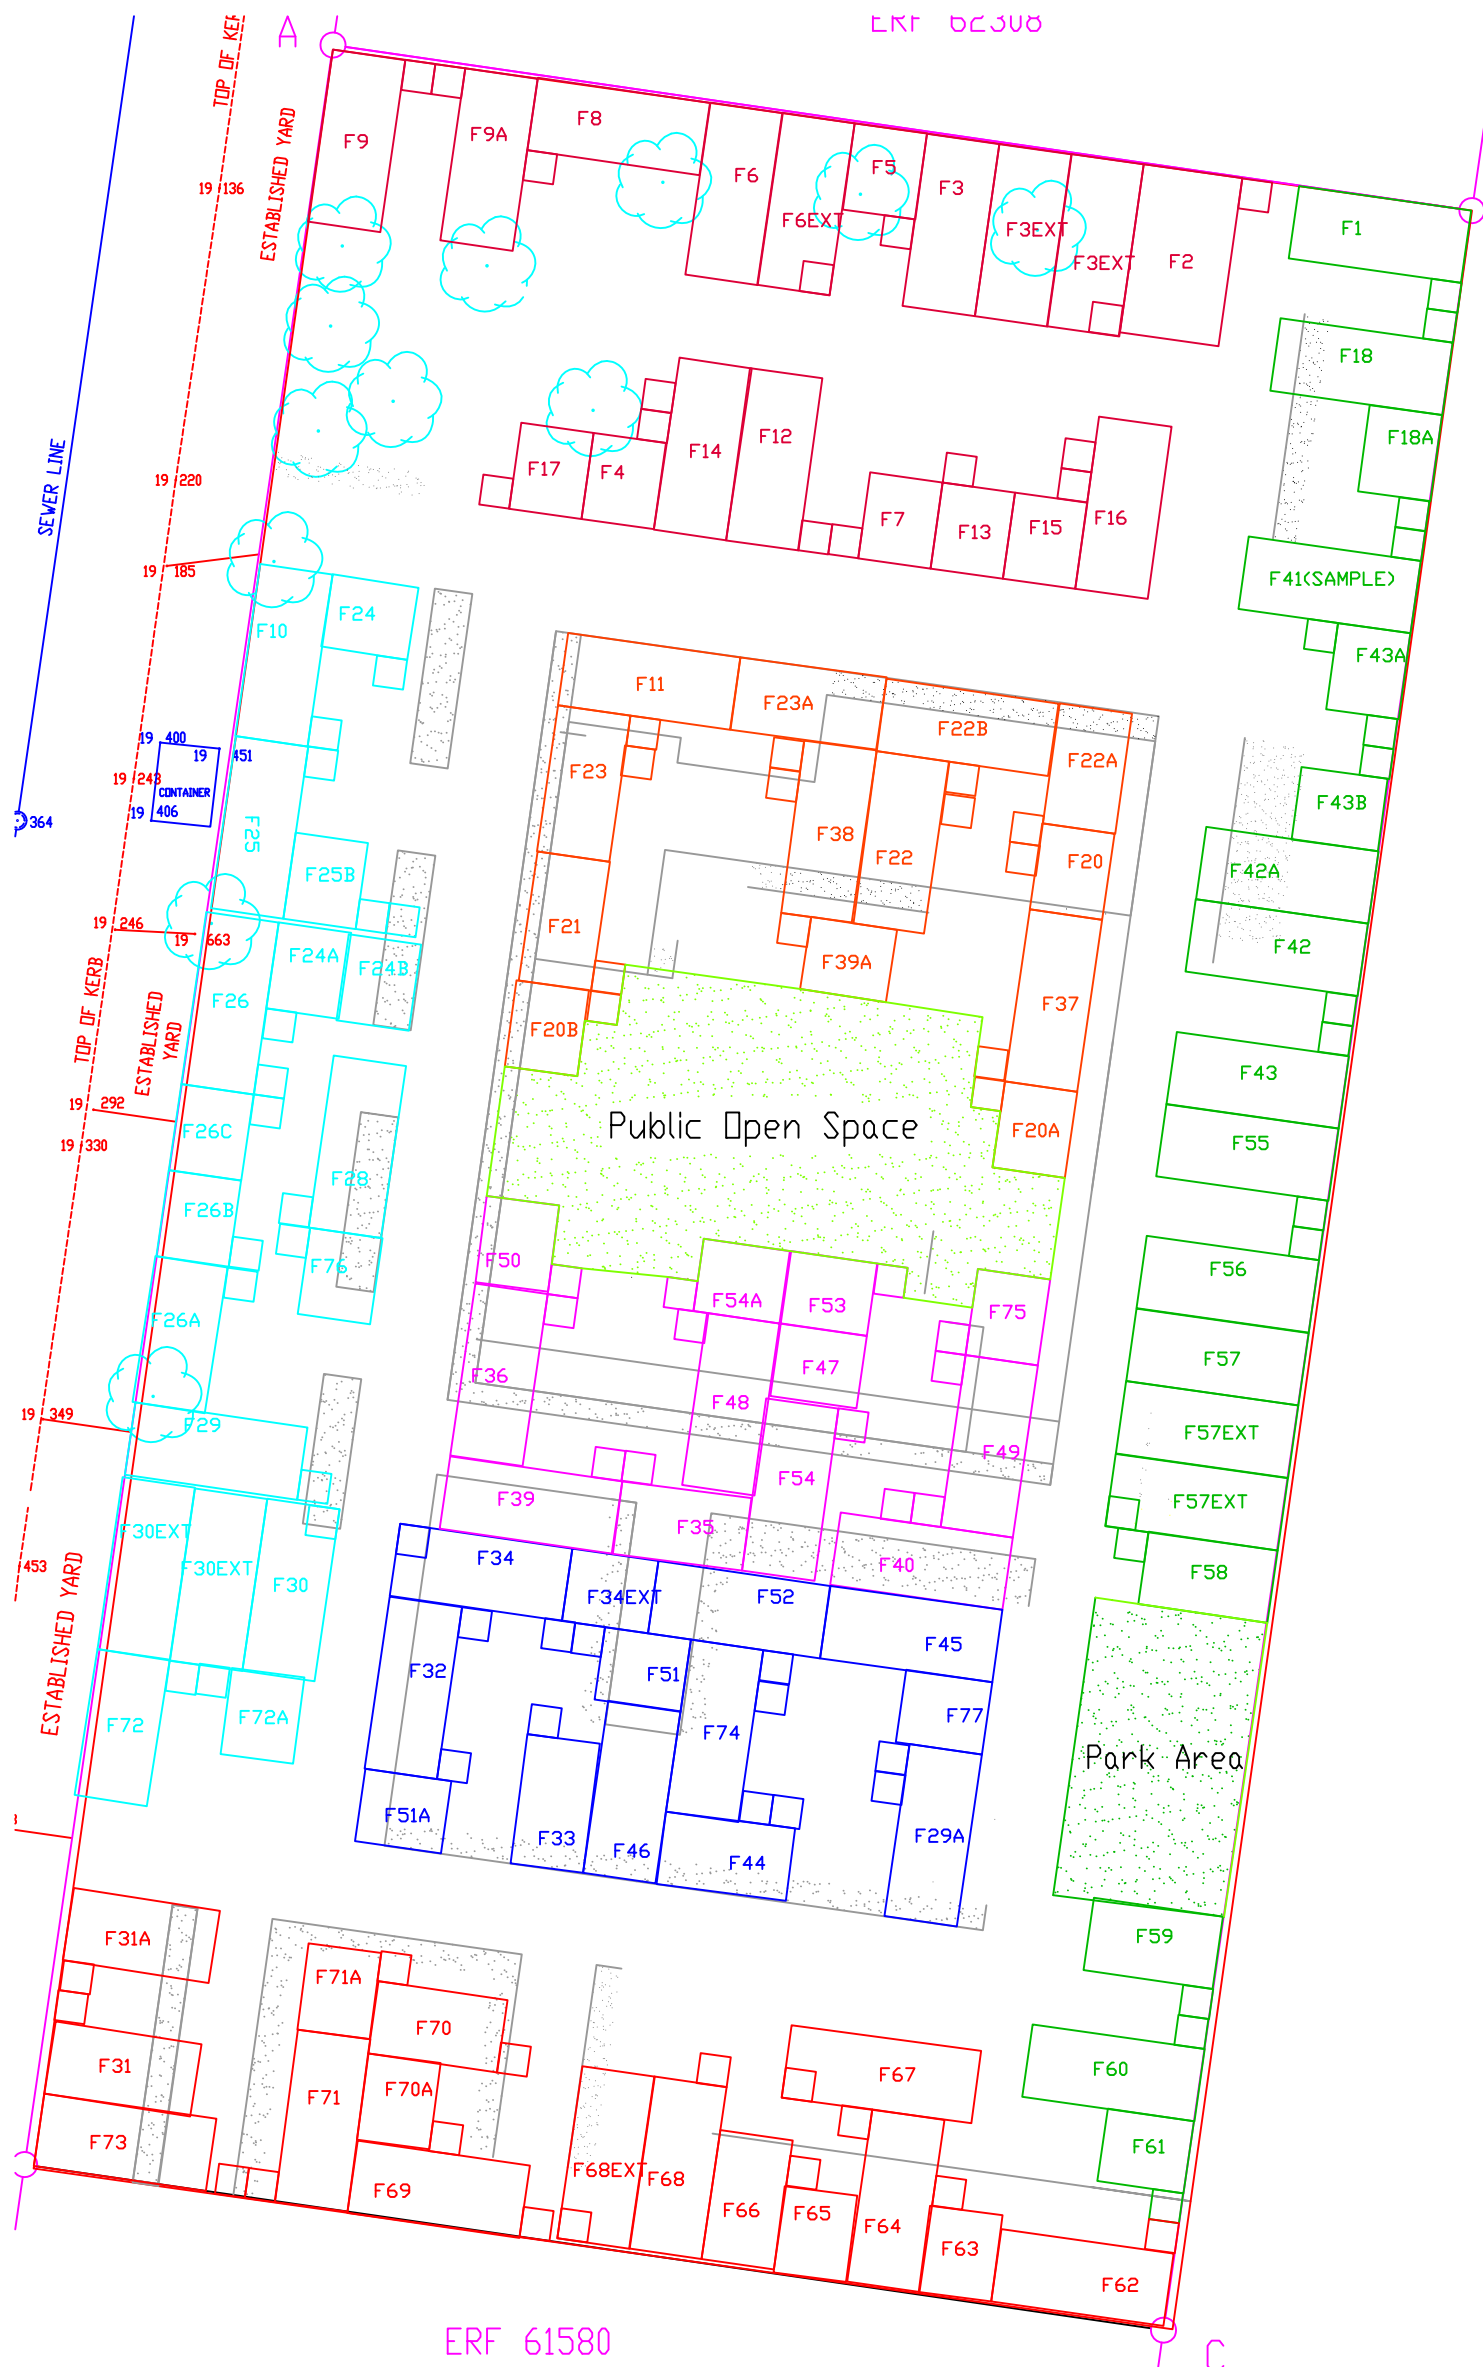 ERF 62308
A
TOP OF KERB
ESTABLISHED YARD
F9
F9A
F8
F6
F6EXT
F5
F3
F3EXT
F3EXT
F2
F1
19 136
F18
F18A
SEWER LINE
19 220
F17
F4
F14
F12
F7
F13
F15
F16
19 185
F41(SAMPLE)
F10
F24
F43A
F11
F23A
F22B
F22A
19 400
19 451
19 243
CONTAINER
19 406
364
F23
F43B
F25
F25B
F38
F22
F20
F42A
F42
19 246
19 663
F24A
F24B
F21
F39A
F37
TOP OF KERB
ESTABLISHED
YARD
F26
F20B
F43
19 292
F26C
Public Open Space
F20A
F55
19 330
F28
F26B
F76
F50
F56
F26A
F54A
F53
F75
F57
F36
F47
F48
19 349
F29
F49
F57EXT
F39
F54
F57EXT
F30EXT
F30EXT
F30
F35
F40
453
ESTABLISHED YARD
F34
F34EXT
F52
F58
F45
F32
F51
F72
F72A
F74
F77
Park Area
F51A
F33
F46
F44
F29A
F31A
F71A
F70
F59
F31
F71
F70A
F67
F60
F73
F69
F68EXT
F68
F66
F65
F64
F63
F61
F62
ERF 61580
C